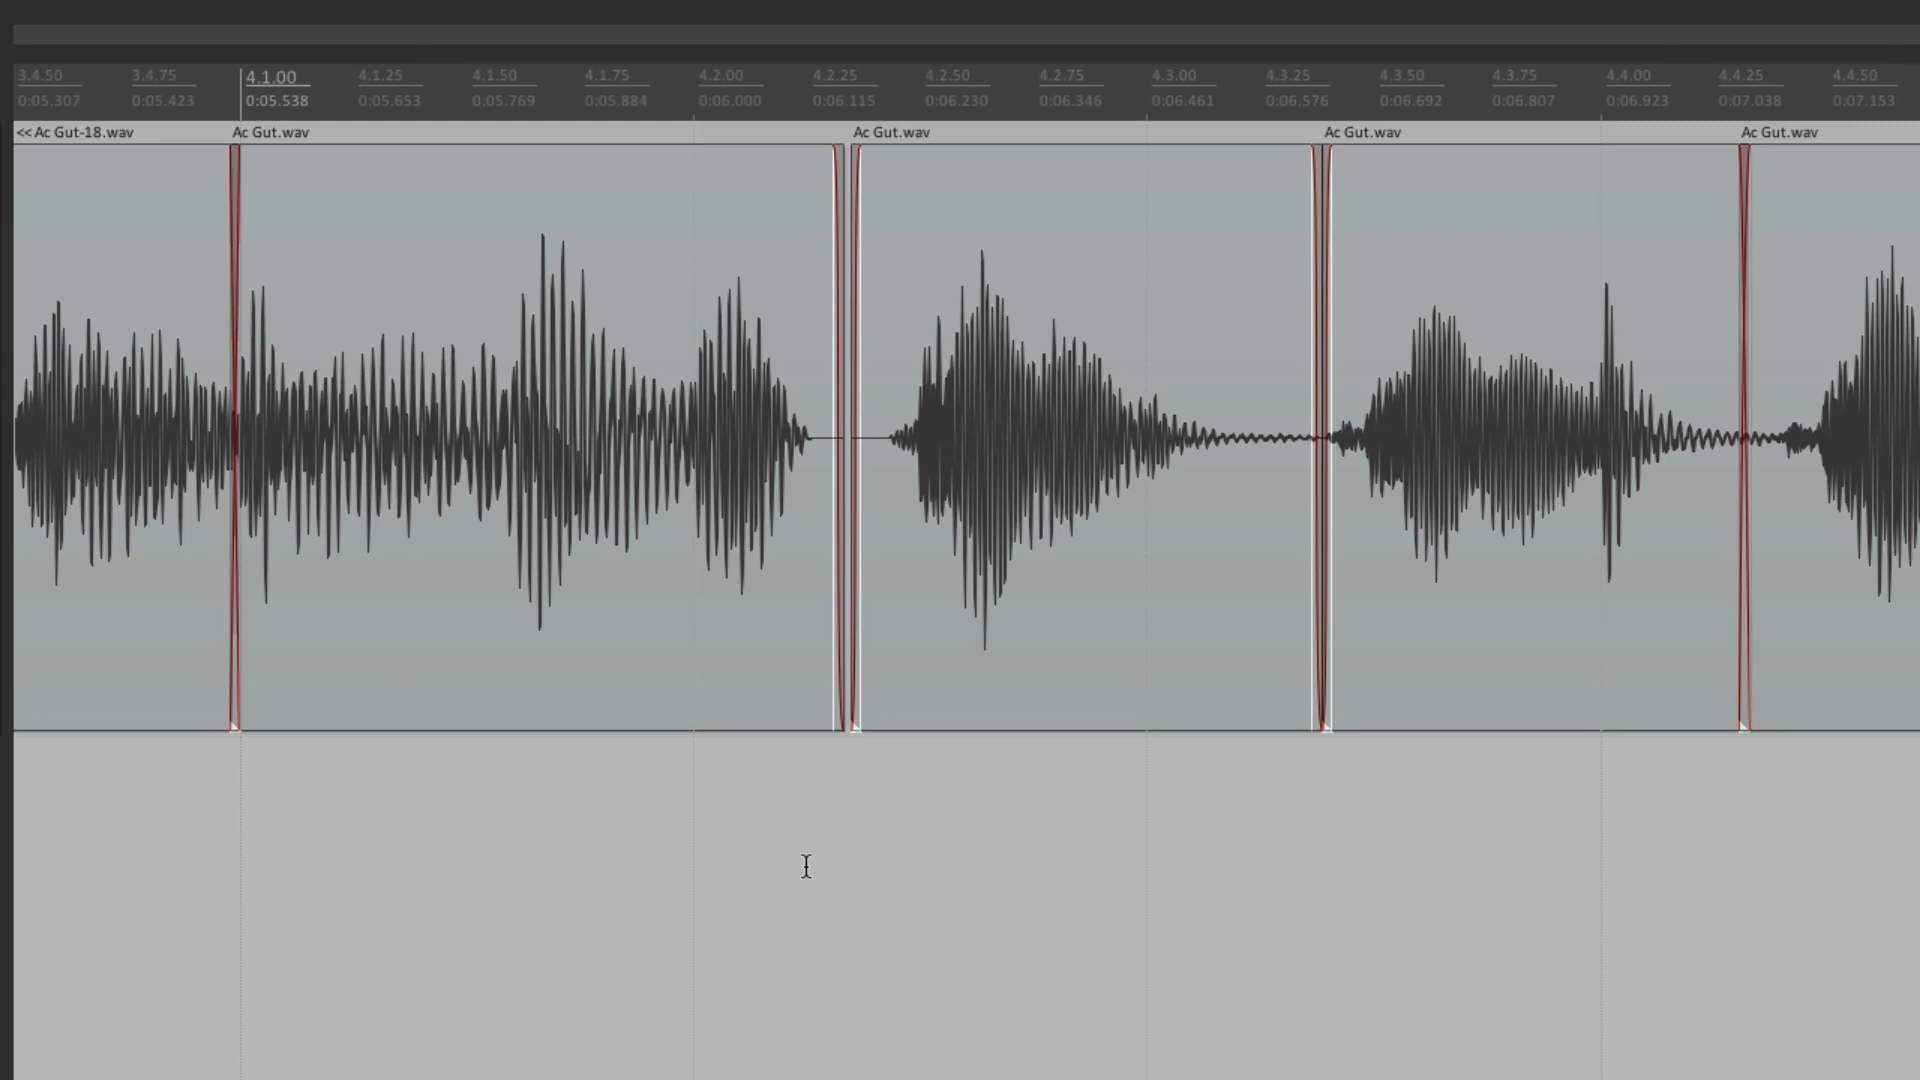 3.4.50 3.4.75 4.1.00 4.1.25 4.1.50 4.1.75 4.2.00 4.2.25 4.2.50 4.2.75 4.3.00 4.3.25 4.3.50 4.3.75 4.4.00 4.4.25 4.4.50
0:05.307 0:05.423 0:05.538 0:05.653 0:05.769 0:05.884 0:06.000 0:06.115 0:06.230 0:06.346 0:06.461 0:06.576 0:06.692 0:06.807 0:06.923 0:07.038 0:07.153
<< Ac Gut-18.wav Ac Gut.wav Ac Gut.wav Ac Gut.wav Ac Gut.wav